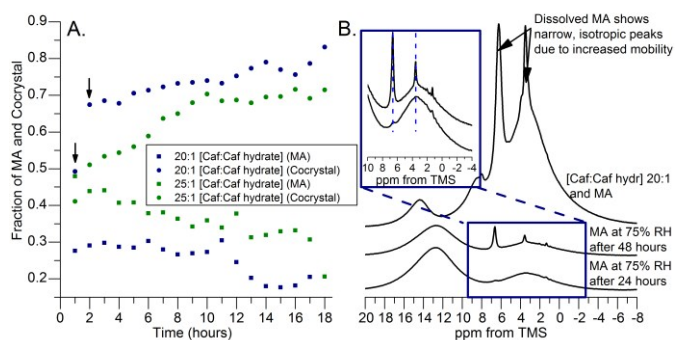 A.
Fraction of MA and Cocrystal
0.9
0.8
0.7
0.6
0.5
0.4
0.3
0.2
20:1 [Caf:Caf hydrate] (MA)
20:1 [Caf:Caf hydrate] (Cocrystal)
25:1 [Caf:Caf hydrate] (MA)
25:1 [Caf:Caf hydrate] (Cocrystal)
0 2 4 6 8 10 12 14 16 18
Time (hours)
B.
Dissolved MA shows
narrow, isotropic peaks
due to increased mobility
10 8 6 4 2 0 -2 -4
ppm from TMS
[Caf:Caf hydr] 20:1
and MA
MA at 75% RH
after 48 hours
MA at 75% RH
after 24 hours
20 18 16 14 12 10 8 6 4 2 0 -2 -4 -6 -8
ppm from TMS